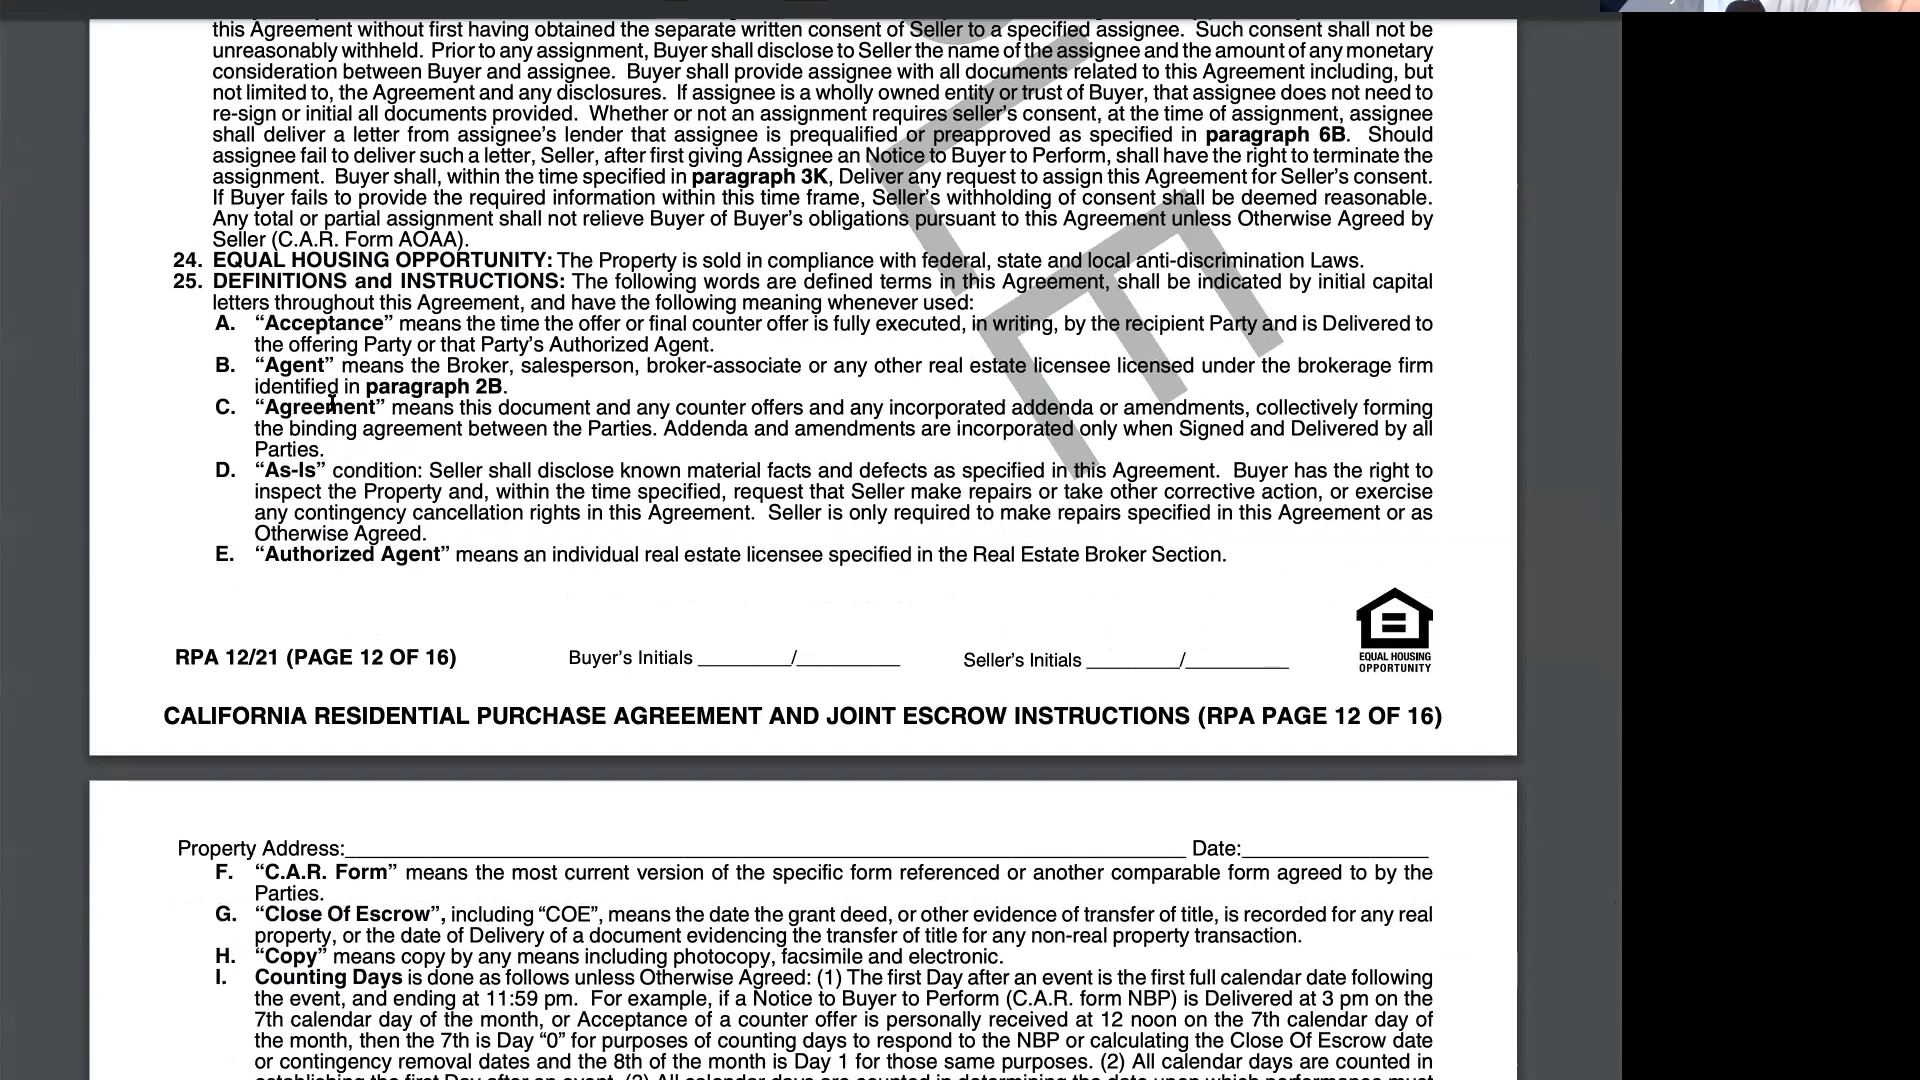 this Agreement without first having obtained the separate written consent of Seller to a specified assignee. Such consent shall not be
unreasonably withheld. Prior to any assignment, Buyer shall disclose to Seller the name of the assignee and the amount of any monetary
consideration between Buyer and assignee. Buyer shall provide assignee with all documents related to this Agreement including, but
not limited to, the Agreement and any disclosures. If assignee is a wholly owned entity or trust of Buyer, that assignee does not need to
re-sign or initial all documents provided. Whether or not an assignment requires seller's consent, at the time of assignment, assignee
shall deliver a letter from assignee's lender that assignee is prequalified or preapproved as specified in paragraph 6B. Should
assignee fail to deliver such a letter, Seller, after first giving Assignee an Notice to Buyer to Perform, shall have the right to terminate the
assignment. Buyer shall, within the time specified in paragraph 3K, Deliver any request to assign this Agreement for Seller's consent.
If Buyer fails to provide the required information within this time frame, Seller's withholding of consent shall be deemed reasonable.
Any total or partial assignment shall not relieve Buyer of Buyer's obligations pursuant to this Agreement unless Otherwise Agreed by
Seller (C.A.R. Form AOAA).
24. EQUAL HOUSING OPPORTUNITY: The Property is sold in compliance with federal, state and local anti-discrimination Laws.
25. DEFINITIONS and INSTRUCTIONS: The following words are defined terms in this Agreement, shall be indicated by initial capital
letters throughout this Agreement, and have the following meaning whenever used:
A. “Acceptance” means the time the offer or final counter offer is fully executed, in writing, by the recipient Party and is Delivered to
the offering Party or that Party's Authorized Agent.
B. “Agent” means the Broker, salesperson, broker-associate or any other real estate licensee licensed under the brokerage firm
identified in paragraph 2B.
C. “Agreement” means this document and any counter offers and any incorporated addenda or amendments, collectively forming
the binding agreement between the Parties. Addenda and amendments are incorporated only when Signed and Delivered by all
Parties.
D. “As-Is” condition: Seller shall disclose known material facts and defects as specified in this Agreement. Buyer has the right to
inspect the Property and, within the time specified, request that Seller make repairs or take other corrective action, or exercise
any contingency cancellation rights in this Agreement. Seller is only required to make repairs specified in this Agreement or as
Otherwise Agreed.
E. “Authorized Agent” means an individual real estate licensee specified in the Real Estate Broker Section.
RPA 12/21 (PAGE 12 OF 16) Buyer's Initials ________/_________ Seller's Initials ________/_________
EQUAL HOUSING
OPPORTUNITY
CALIFORNIA RESIDENTIAL PURCHASE AGREEMENT AND JOINT ESCROW INSTRUCTIONS (RPA PAGE 12 OF 16)
Property Address:____________________ Date:__________
F. “C.A.R. Form” means the most current version of the specific form referenced or another comparable form agreed to by the
Parties.
G. “Close Of Escrow”, including “COE”, means the date the grant deed, or other evidence of transfer of title, is recorded for any real
property, or the date of Delivery of a document evidencing the transfer of title for any non-real property transaction.
H. “Copy” means copy by any means including photocopy, facsimile and electronic.
I. Counting Days is done as follows unless Otherwise Agreed: (1) The first Day after an event is the first full calendar date following
the event, and ending at 11:59 pm. For example, if a Notice to Buyer to Perform (C.A.R. form NBP) is Delivered at 3 pm on the
7th calendar day of the month, or Acceptance of a counter offer is personally received at 12 noon on the 7th calendar day of
the month, then the 7th is Day “0” for purposes of counting days to respond to the NBP or calculating the Close Of Escrow date
or contingency removal dates and the 8th of the month is Day 1 for those same purposes. (2) All calendar days are counted in